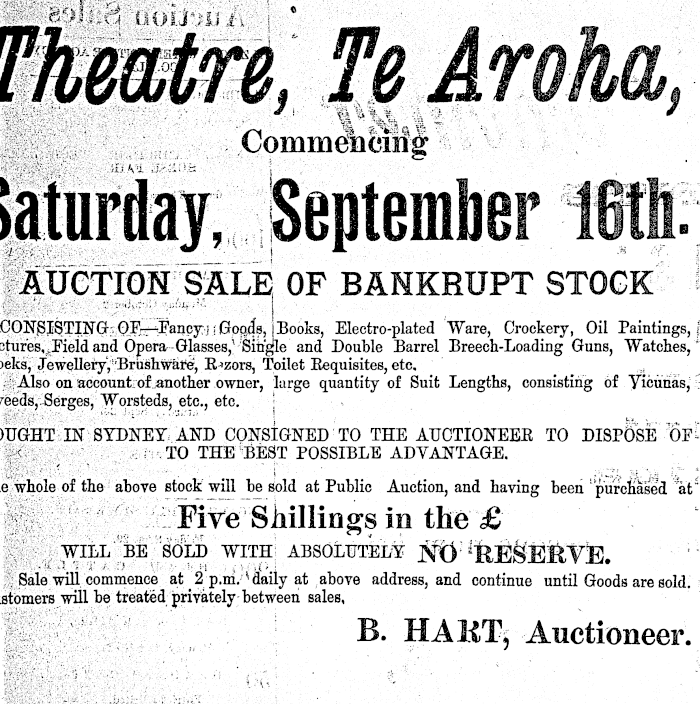 Theatre, Te Aroha,
Commencing
Saturday, September 16th.
AUCTION SALE OF BANKRUPT STOCK
CONSISTING OF—Fancy Goods, Books, Electro-plated Ware, Crockery, Oil Paintings,
ctures, Field and Opera Glasses, Single and Double Barrel Breech-Loading Guns, Watches,
ocks, Jewellery, Brushware, Razors, Toilet Requisites, etc.
Also on account of another owner, large quantity of Suit Lengths, consisting of Vicunas,
weeds, Serges, Worsteds, etc., etc.
OUGHT IN SYDNEY AND CONSIGNED TO THE AUCTIONEER TO DISPOSE OF
TO THE BEST POSSIBLE ADVANTAGE.
e whole of the above stock will be sold at Public Auction, and having been purchased at
Five Shillings in the £
WILL BE SOLD WITH ABSOLUTELY NO RESERVE.
Sale will commence at 2 p.m. daily at above address, and continue until Goods are sold.
stomers will be treated privately between sales,
B. HART, Auctioneer.